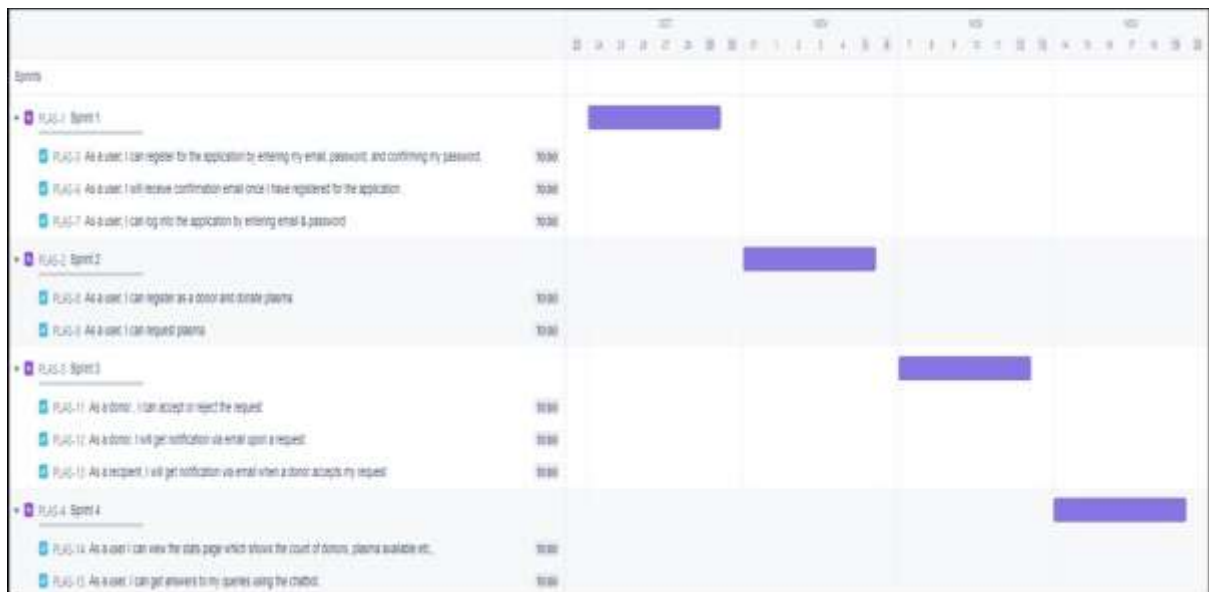 OCT NOV NOV NOV
Sprints
PLAS-1 Sprint 1
As a user, I can register for the application by entering my email, password, and confirming my password. TO DO
PLAS-6 As a user, I will receive confirmation email once I have registered for the application TO DO
PLAS-7 As a user, I can log into the application by entering email & password TO DO
PLAS-2 Sprint 2
PLAS-8 As a user, I can register as a donor and donate plasma TO DO
PLAS-9 As a user, I can request plasma TO DO
PLAS-3 Sprint 3
PLAS-11 As a donor, I can accept or reject the request TO DO
PLAS-12 As a donor, I will get notification via email upon a request TO DO
PLAS-13 As a recipient, I will get notification via email when a donor accepts my request TO DO
PLAS-4 Sprint 4
PLAS-14 As a user I can view the stats page which shows the count of donors, plasma available etc., TO DO
PLAS-15 As a user, I can get answers to my queries using the chatbot TO DO